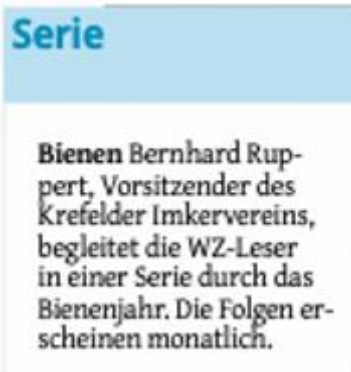 Serie
Bienen Bernhard Rup-
pert, Vorsitzender des
Krefelder Imkervereins,
begleitet die WZ-Leser
in einer Serie durch das
Bienenjahr. Die Folgen er-
scheinen monatlich.